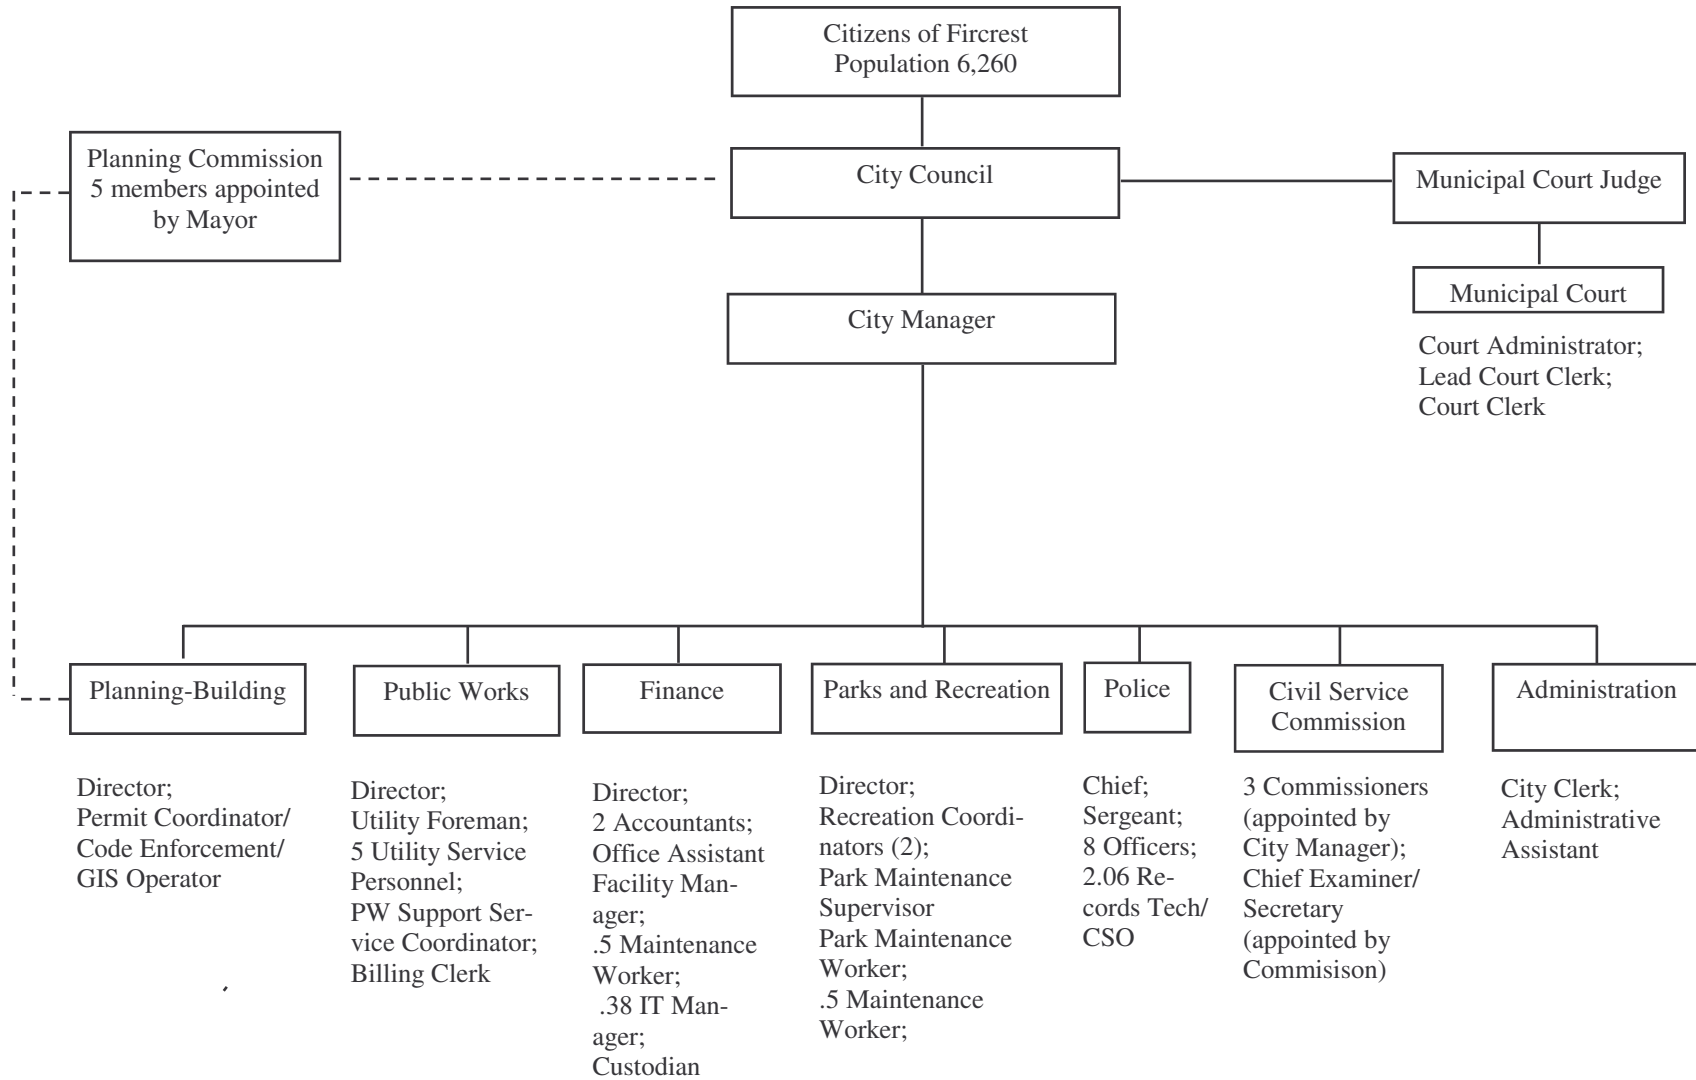 Citizens of Fircrest
Population 6,260
Planning Commission
5 members appointed
by Mayor
City Council
Municipal Court Judge
Municipal Court
Court Administrator;
Lead Court Clerk;
Court Clerk
City Manager
Planning-Building
Director;
Permit Coordinator/
Code Enforcement/
GIS Operator
Public Works
Director;
Utility Foreman;
5 Utility Service
Personnel;
PW Support Ser-
vice Coordinator;
Billing Clerk
Finance
Director;
2 Accountants;
Office Assistant
Facility Man-
ager;
.5 Maintenance
Worker;
.38 IT Man-
ager;
Custodian
Parks and Recreation
Director;
Recreation Coordi-
nators (2);
Park Maintenance
Supervisor
Park Maintenance
Worker;
.5 Maintenance
Worker;
Police
Chief;
Sergeant;
8 Officers;
2.06 Re-
cords Tech/
CSO
Civil Service
Commission
3 Commissioners
(appointed by
City Manager);
Chief Examiner/
Secretary
(appointed by
Commisison)
Administration
City Clerk;
Administrative
Assistant